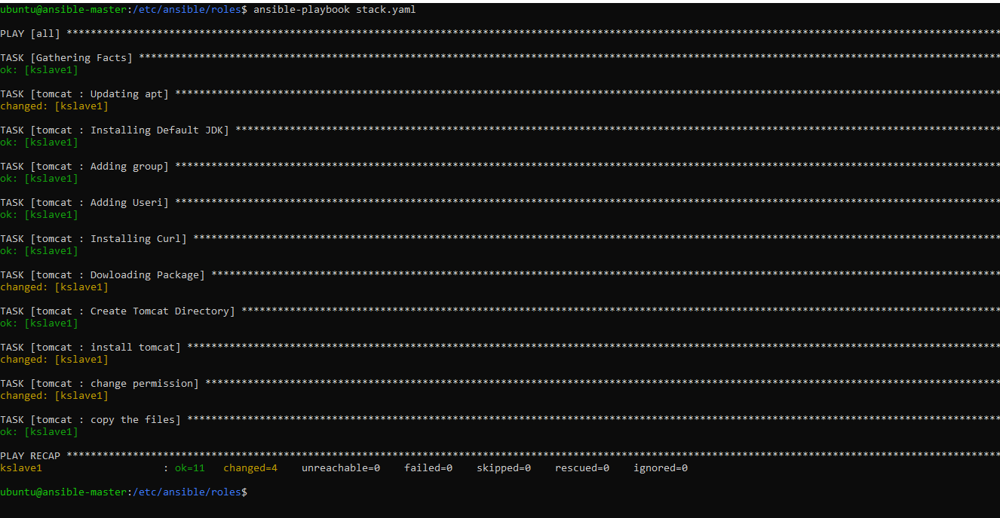 ubuntu@ansible-master:/etc/ansible/roles$ ansible-playbook stack.yaml
PLAY [all] ***********************************************************************************************************************************************************
TASK [Gathering Facts] ***********************************************************************************************************************************************
ok: [kslave1]
TASK [tomcat : Updating apt] *****************************************************************************************************************************************
changed: [kslave1]
TASK [tomcat : Installing Default JDK] *******************************************************************************************************************************
ok: [kslave1]
TASK [tomcat : Adding group] *****************************************************************************************************************************************
ok: [kslave1]
TASK [tomcat : Adding Useri] *****************************************************************************************************************************************
ok: [kslave1]
TASK [tomcat : Installing Curl] **************************************************************************************************************************************
ok: [kslave1]
TASK [tomcat : Dowloading Package] ***********************************************************************************************************************************
changed: [kslave1]
TASK [tomcat : Create Tomcat Directory] ******************************************************************************************************************************
ok: [kslave1]
TASK [tomcat : install tomcat] ***************************************************************************************************************************************
changed: [kslave1]
TASK [tomcat : change permission] ************************************************************************************************************************************
changed: [kslave1]
TASK [tomcat : copy the files] ***************************************************************************************************************************************
ok: [kslave1]
PLAY RECAP ***********************************************************************************************************************************************************
kslave1                    : ok=11   changed=4    unreachable=0    failed=0    skipped=0    rescued=0    ignored=0
ubuntu@ansible-master:/etc/ansible/roles$